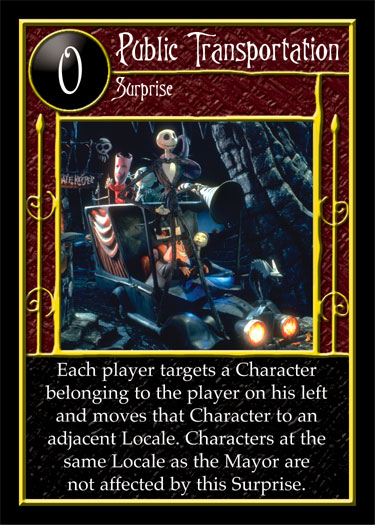 0
Public Transportation
Surprise
Each player targets a Character
belonging to the player on his left
and moves that Character to an
adjacent Locale. Characters at the
same Locale as the Mayor are
not affected by this Surprise.